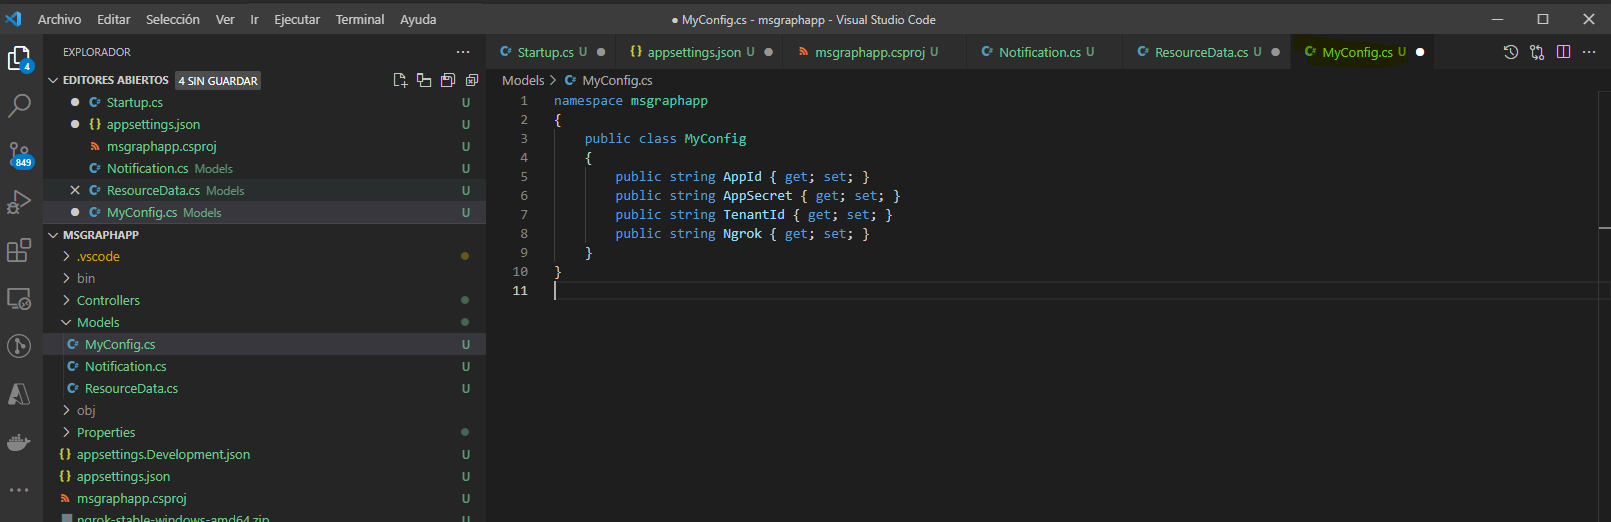 Archivo Editar Selección Ver Ir Ejecutar Terminal Ayuda ● MyConfig.cs - msgraphapp - Visual Studio Code
EXPLORADOR
EDITORES ABIERTOS 4 SIN GUARDAR
Startup.cs U
appsettings.json U
msgraphapp.csproj U
Notification.cs Models U
ResourceData.cs Models U
MyConfig.cs Models U
MSGRAPHAPP
.vscode
bin
Controllers
Models
MyConfig.cs U
Notification.cs U
ResourceData.cs U
obj
Properties
appsettings.Development.json U
appsettings.json U
msgraphapp.csproj U
ngrok-stable-windows-amd64.zip U
4
849
Startup.cs U appsettings.json U msgraphapp.csproj U Notification.cs U ResourceData.cs U MyConfig.cs U
Models > MyConfig.cs
1 namespace msgraphapp
2 {
3 public class MyConfig
4 {
5 public string AppId { get; set; }
6 public string AppSecret { get; set; }
7 public string TenantId { get; set; }
8 public string Ngrok { get; set; }
9 }
10 }
11